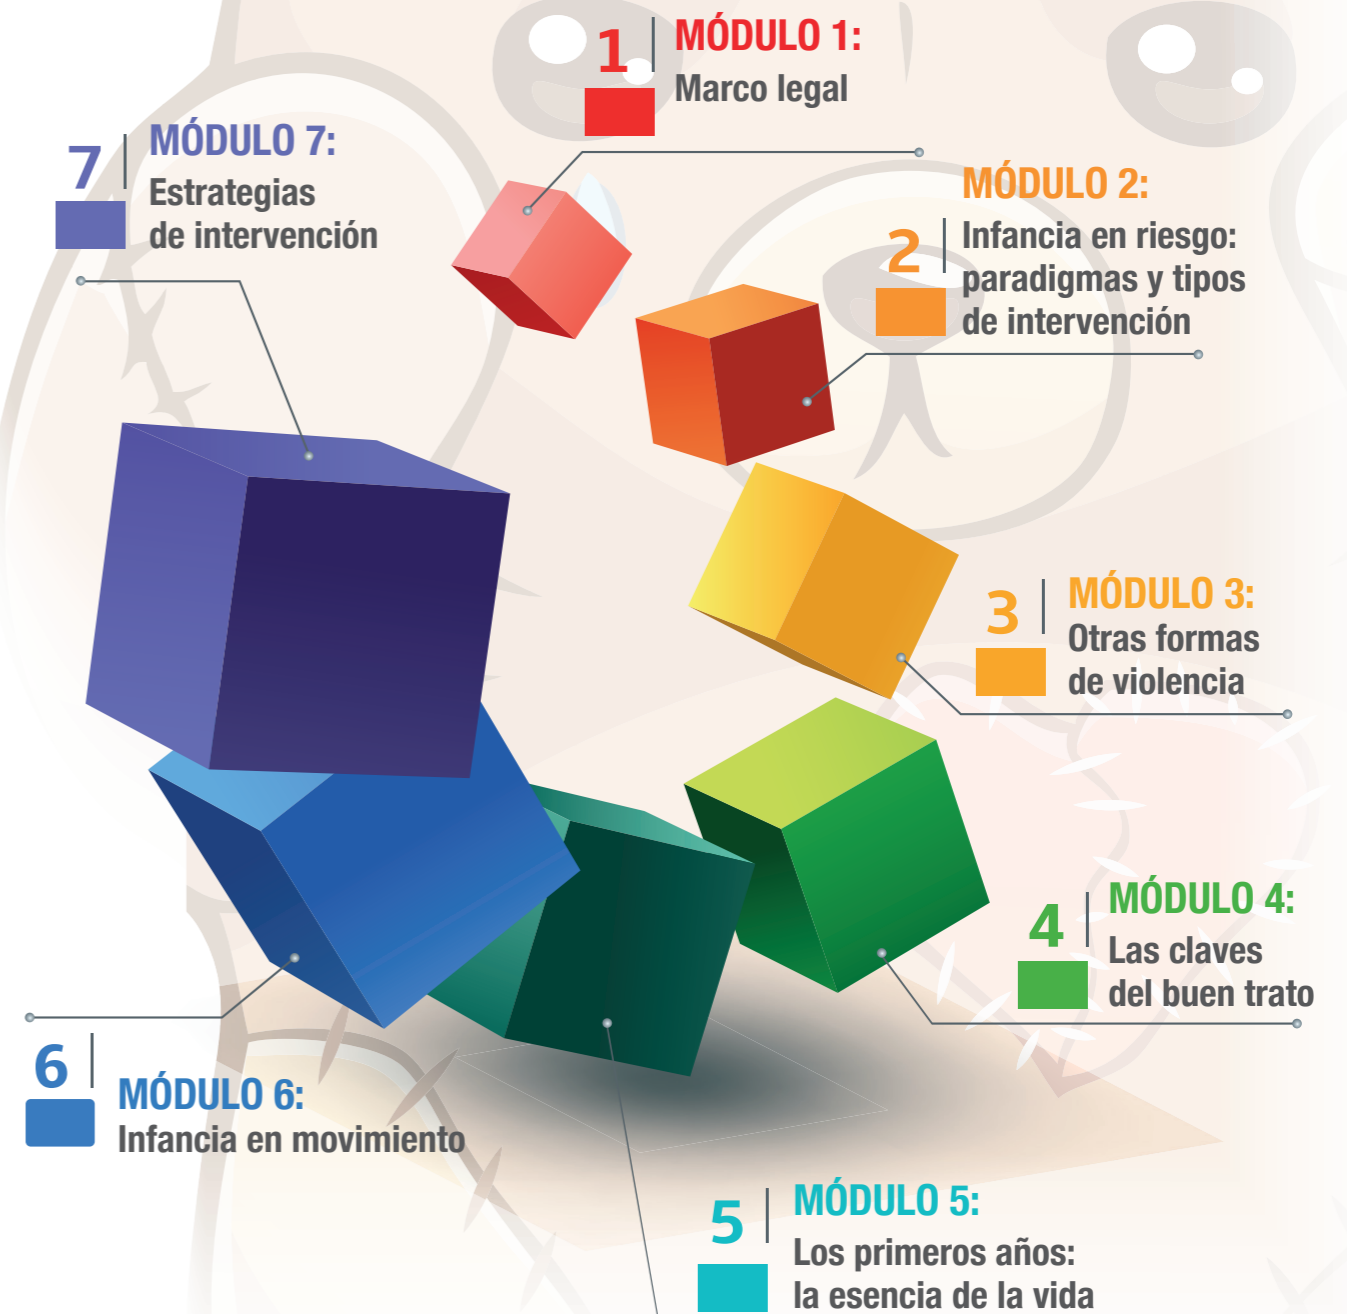 1
MÓDULO 1:
Marco legal
2
MÓDULO 2:
Infancia en riesgo:
paradigmas y tipos
de intervención
3
MÓDULO 3:
Otras formas
de violencia
4
MÓDULO 4:
Las claves
del buen trato
5
MÓDULO 5:
Los primeros años:
la esencia de la vida
6
MÓDULO 6:
Infancia en movimiento
7
MÓDULO 7:
Estrategias
de intervención